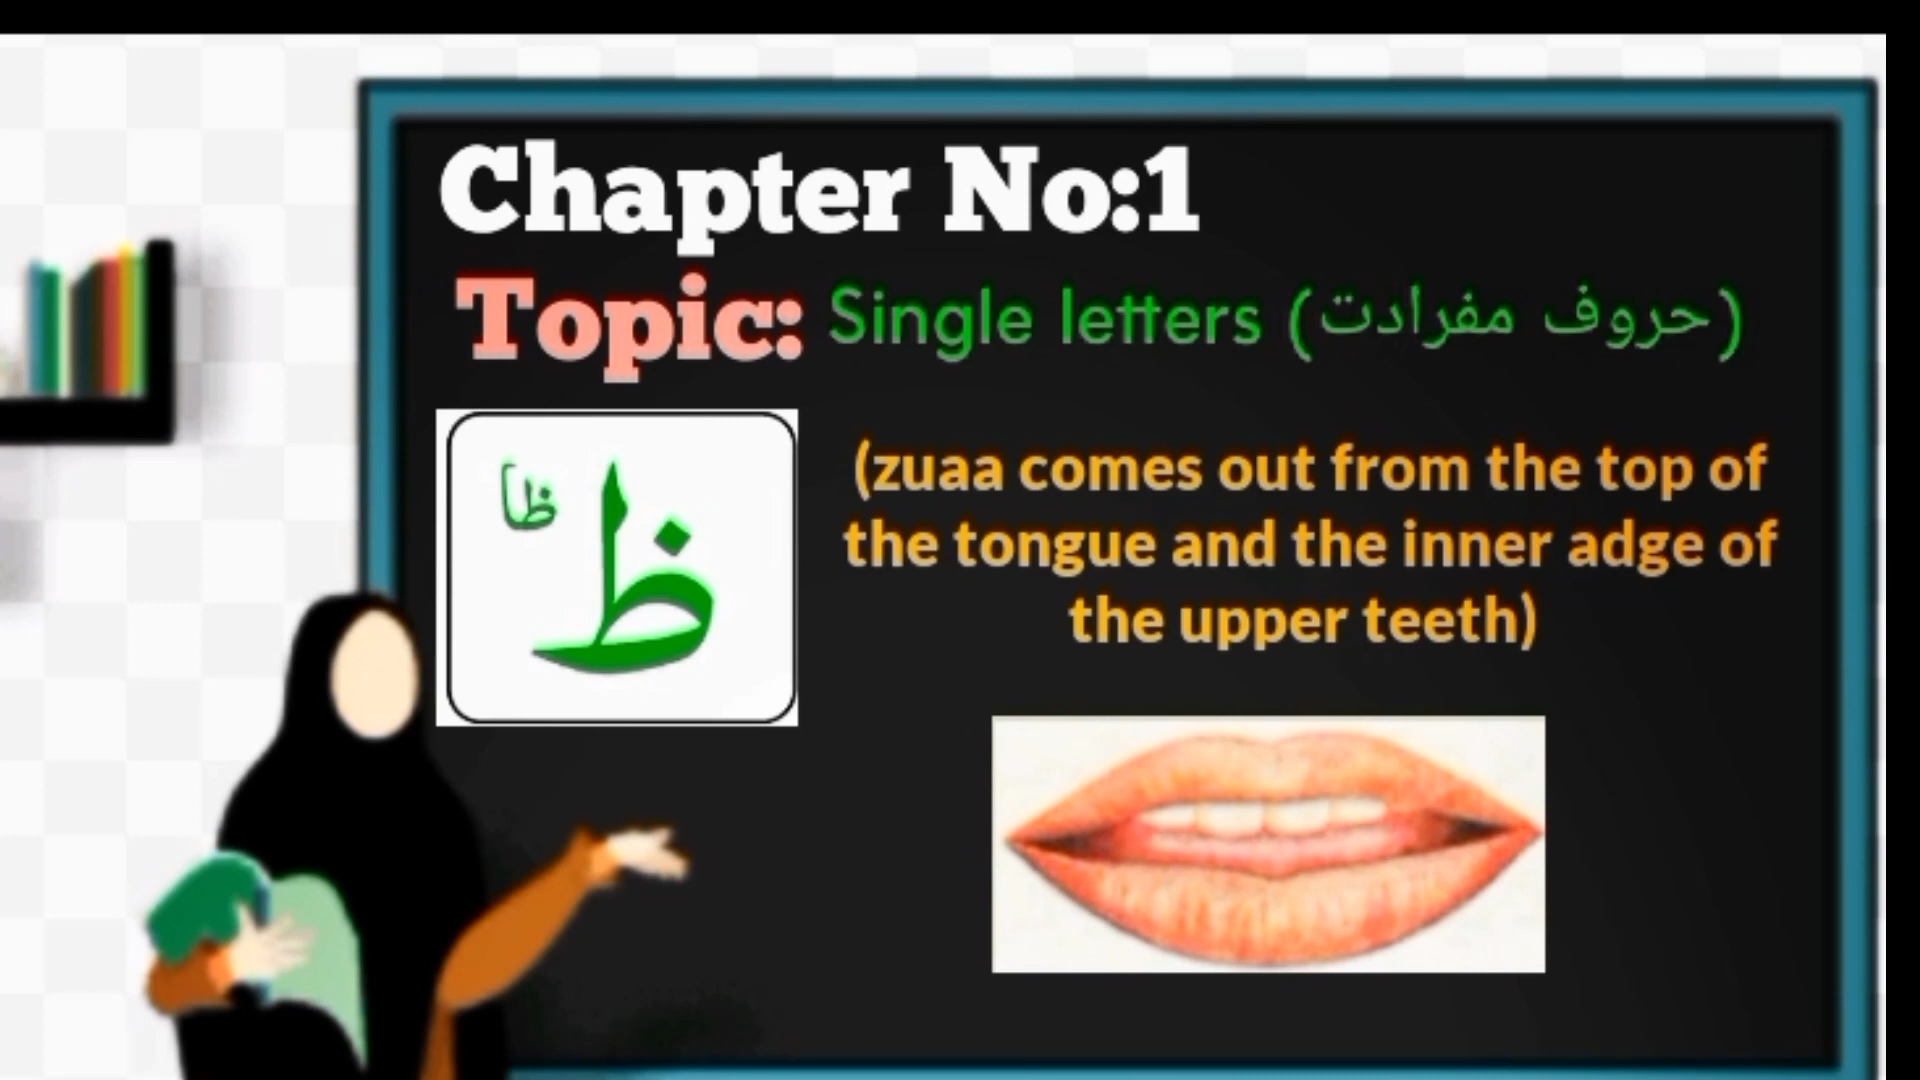 Chapter No:1
Topic: Single letters (حروف مفرادت)
ظا
ظ
(zuaa comes out from the top of
the tongue and the inner adge of
the upper teeth)